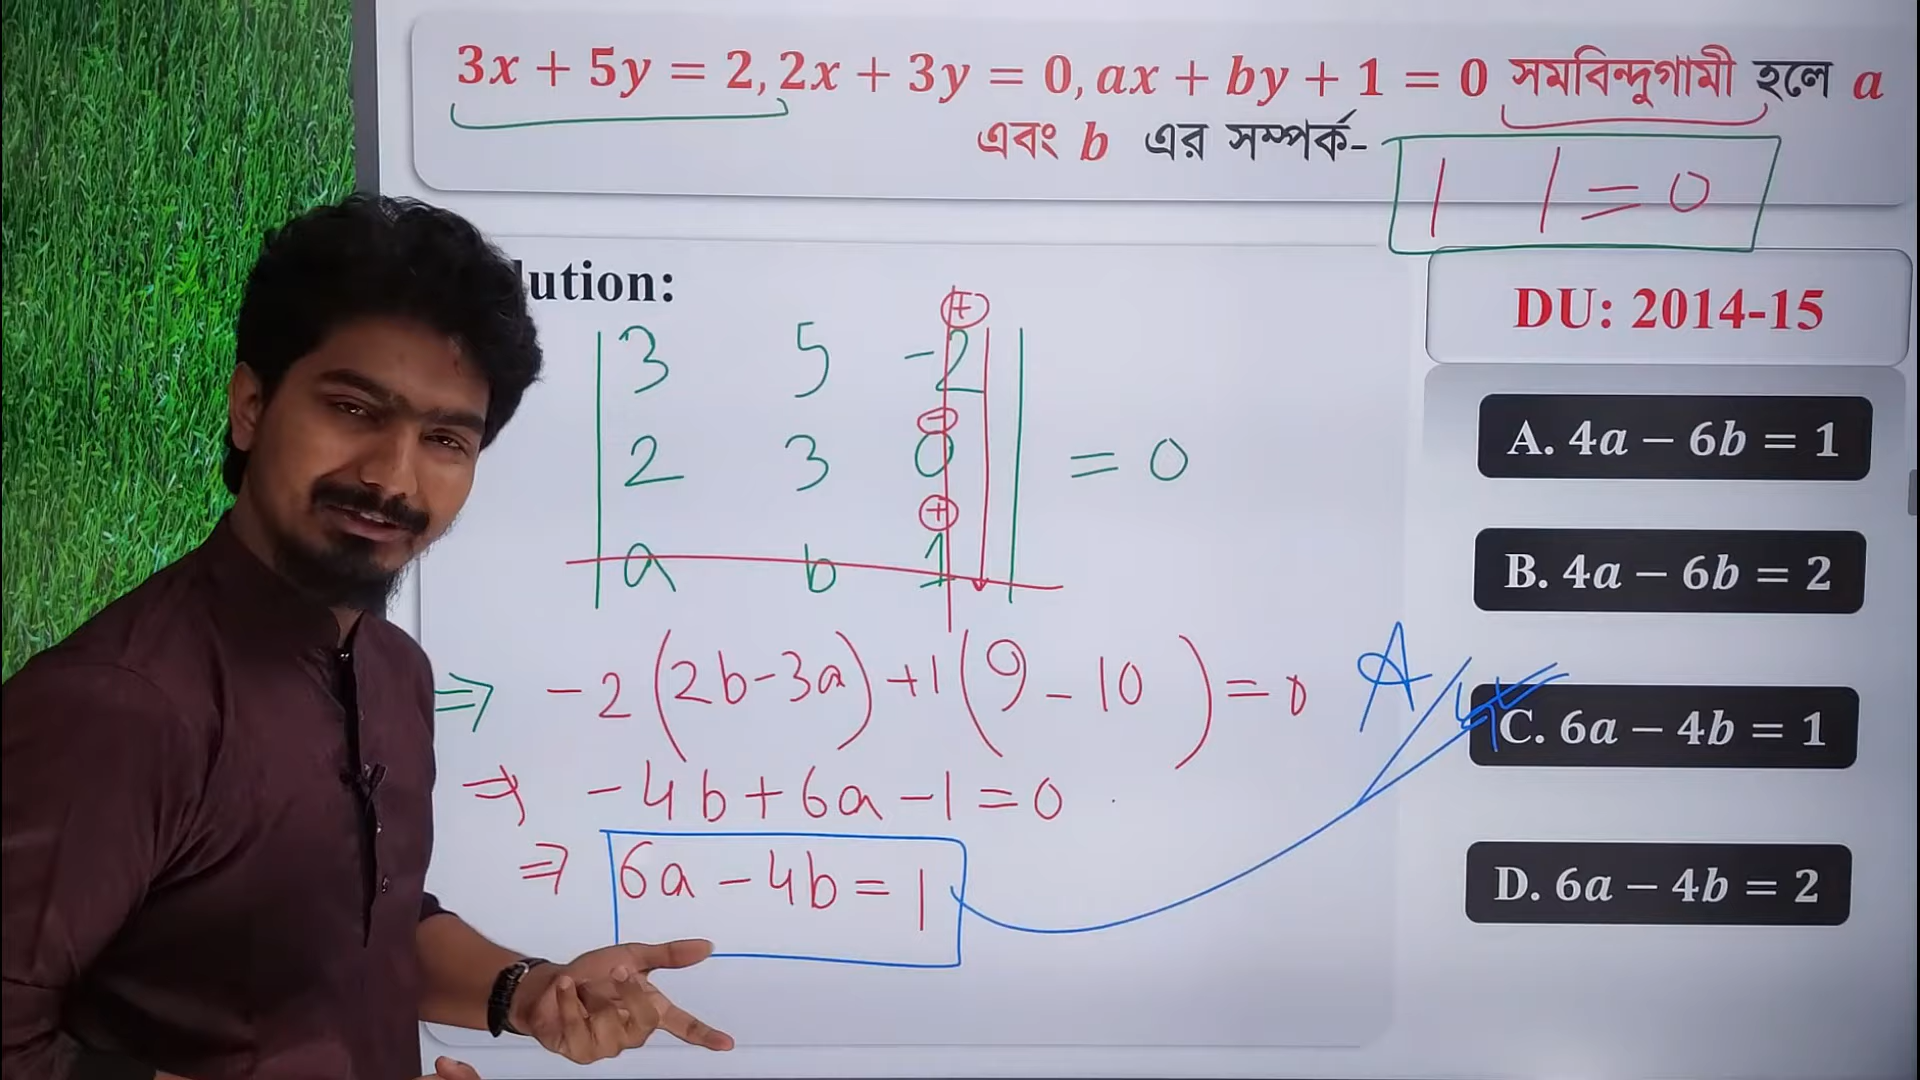 3x + 5y = 2, 2x + 3y = 0, ax + by + 1 = 0 সমবিন্দুগামী হলে a
এবং b এর সম্পর্ক-
| | = 0
lution:
DU: 2014-15
+
3 5 -2
-
2 3 0 = 0
+
a b 1
⇒ -2(2b-3a)+1(9-10)=0
⇒ -4b+6a-1=0
⇒ 6a-4b=1
A. 4a − 6b = 1
B. 4a − 6b = 2
C. 6a − 4b = 1
D. 6a − 4b = 2